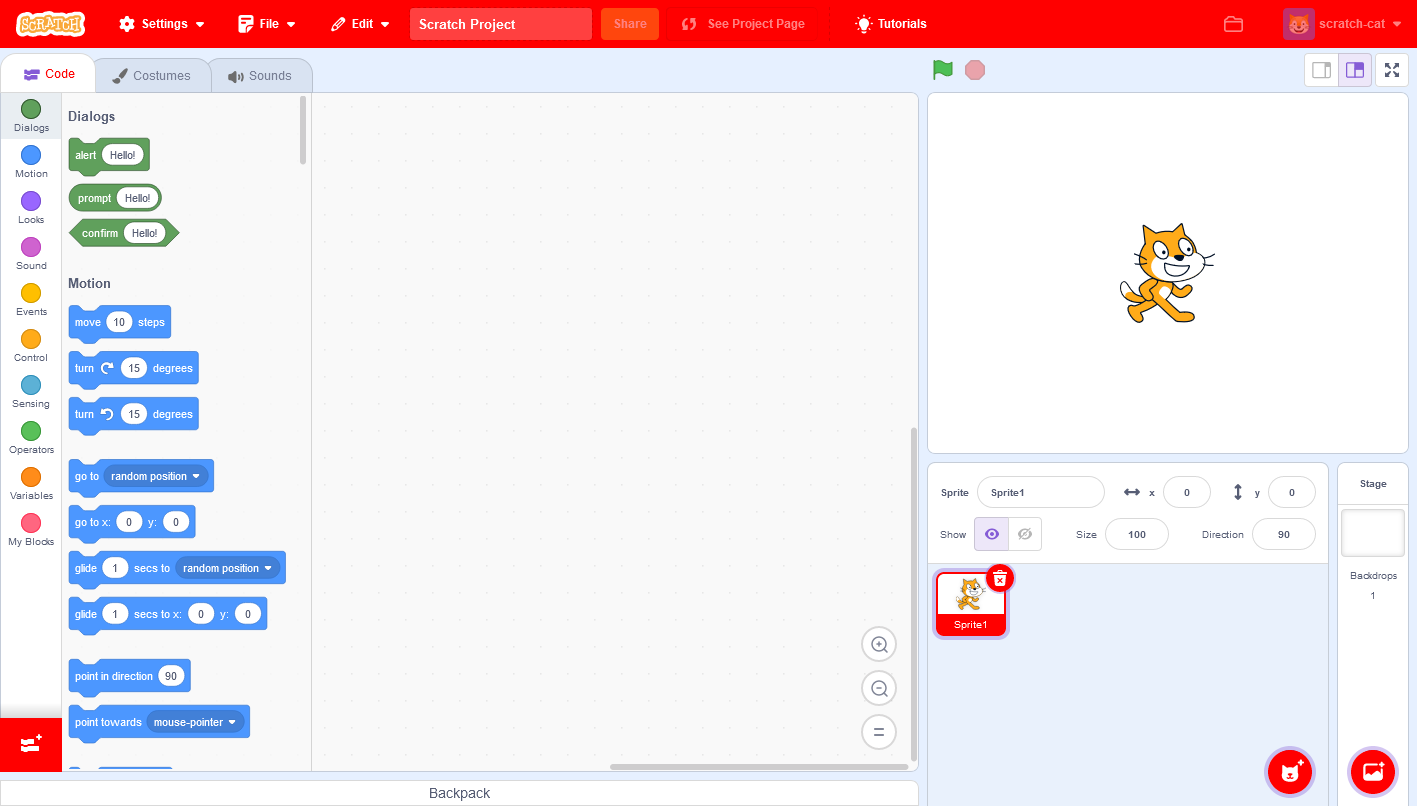 SCRATCH Settings File Edit Scratch Project Share See Project Page Tutorials scratch-cat
Code Costumes Sounds
Dialogs
Motion
Looks
Sound
Events
Control
Sensing
Operators
Variables
My Blocks
Dialogs
alert Hello!
prompt Hello!
confirm Hello!
Motion
move 10 steps
turn 15 degrees
turn 15 degrees
go to random position
go to x: 0 y: 0
glide 1 secs to random position
glide 1 secs to x: 0 y: 0
point in direction 90
point towards mouse-pointer
Backpack
Sprite Sprite1 x 0 y 0
Show Size 100 Direction 90
Sprite1
Stage
Backdrops
1